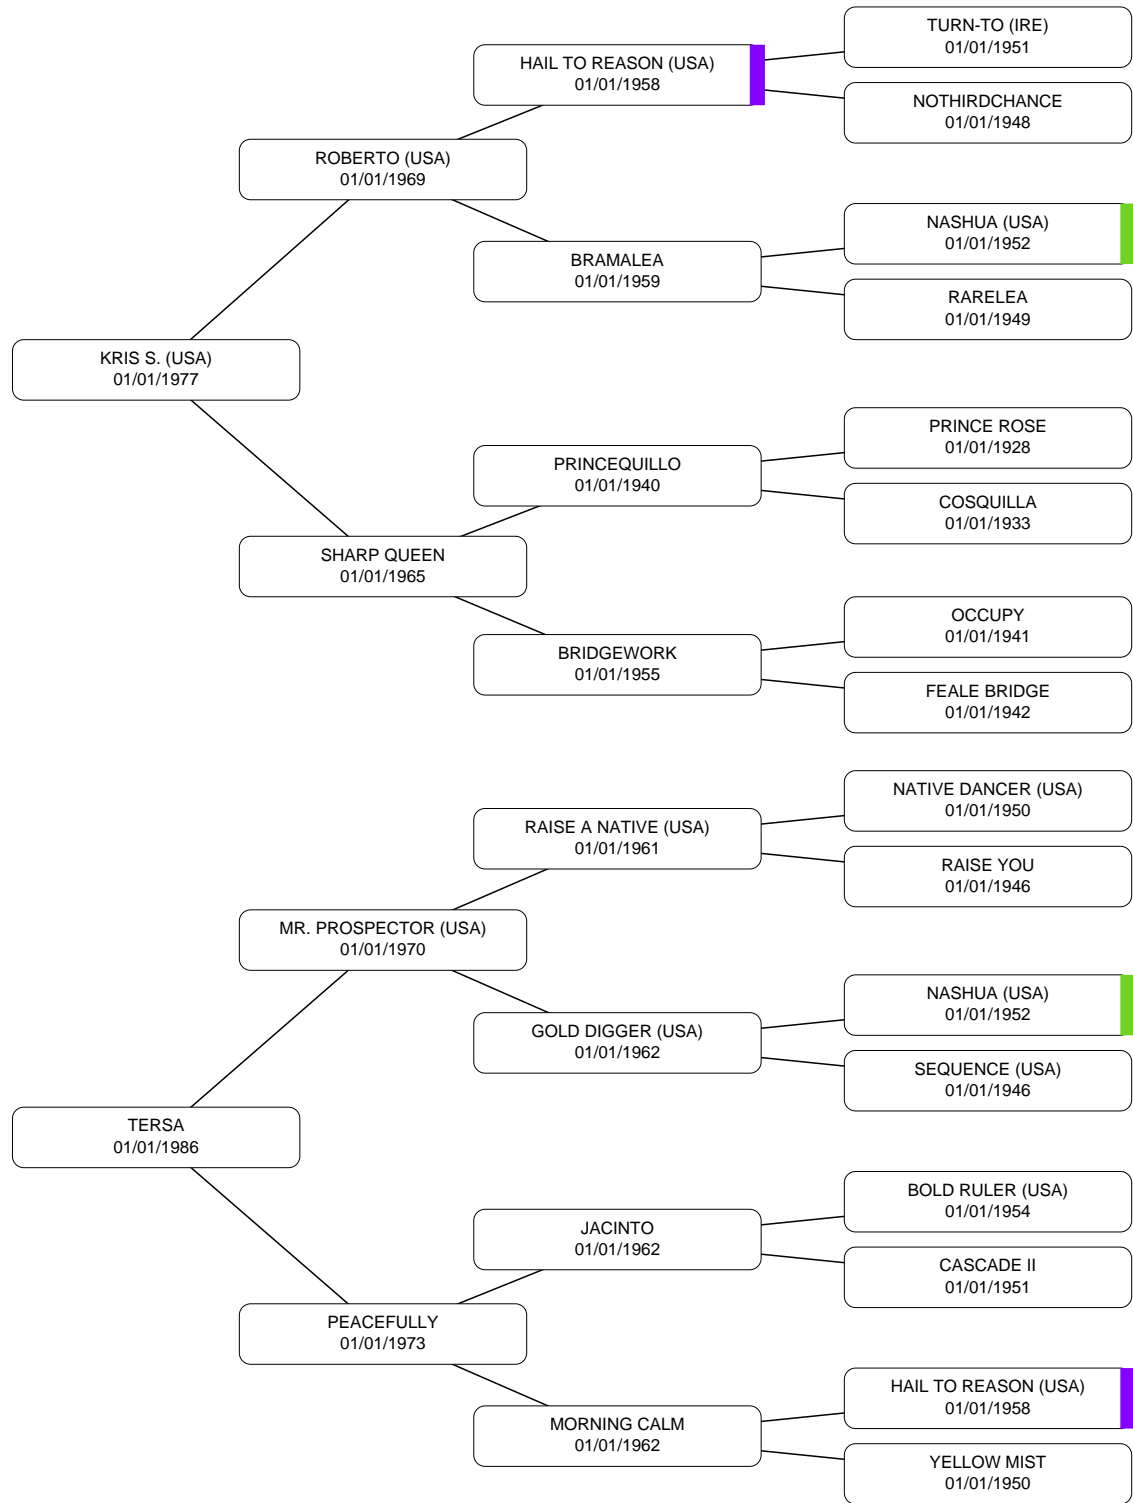 TURN-TO (IRE)
01/01/1951
HAIL TO REASON (USA)
01/01/1958
NOTHIRDCHANCE
01/01/1948
ROBERTO (USA)
01/01/1969
NASHUA (USA)
01/01/1952
BRAMALEA
01/01/1959
RARELEA
01/01/1949
KRIS S. (USA)
01/01/1977
PRINCE ROSE
01/01/1928
PRINCEQUILLO
01/01/1940
COSQUILLA
01/01/1933
SHARP QUEEN
01/01/1965
OCCUPY
01/01/1941
BRIDGEWORK
01/01/1955
FEALE BRIDGE
01/01/1942
NATIVE DANCER (USA)
01/01/1950
RAISE A NATIVE (USA)
01/01/1961
RAISE YOU
01/01/1946
MR. PROSPECTOR (USA)
01/01/1970
NASHUA (USA)
01/01/1952
GOLD DIGGER (USA)
01/01/1962
SEQUENCE (USA)
01/01/1946
TERSA
01/01/1986
BOLD RULER (USA)
01/01/1954
JACINTO
01/01/1962
CASCADE II
01/01/1951
PEACEFULLY
01/01/1973
HAIL TO REASON (USA)
01/01/1958
MORNING CALM
01/01/1962
YELLOW MIST
01/01/1950